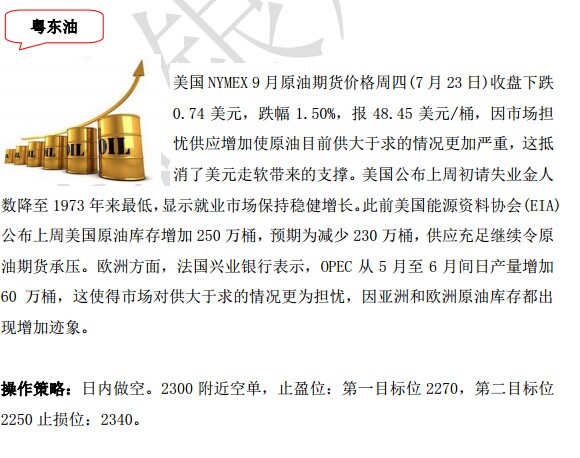 粤东油
银
OIL OIL OIL
美国 NYMEX 9 月原油期货价格周四(7 月 23 日)收盘下跌
0.74 美元，跌幅 1.50%，报 48.45 美元/桶，因市场担
忧供应增加使原油目前供大于求的情况更加严重，这抵
消了美元走软带来的支撑。美国公布上周初请失业金人
数降至 1973 年来最低,显示就业市场保持稳健增长。此前美国能源资料协会(EIA)
公布上周美国原油库存增加 250 万桶，预期为减少 230 万桶，供应充足继续令原
油期货承压。欧洲方面，法国兴业银行表示，OPEC 从 5 月至 6 月间日产量增加
60 万桶，这使得市场对供大于求的情况更为担忧，因亚洲和欧洲原油库存都出
现增加迹象。
操作策略：日内做空。2300 附近空单，止盈位：第一目标位 2270，第二目标位
2250 止损位：2340。